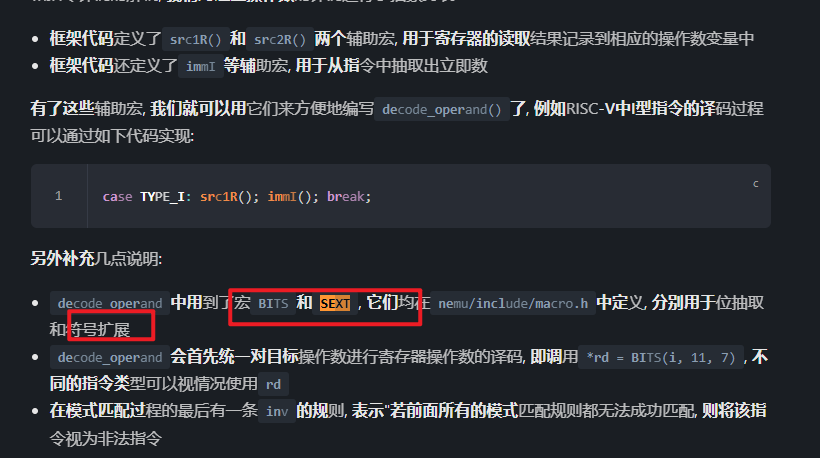 框架代码定义了 src1R() 和 src2R() 两个辅助宏, 用于寄存器的读取结果记录到相应的操作数变量中
框架代码还定义了 immI 等辅助宏, 用于从指令中抽取出立即数
有了这些辅助宏, 我们就可以用它们来方便地编写 decode_operand() 了, 例如RISC-V中I型指令的译码过程
可以通过如下代码实现:
c
1 case TYPE_I: src1R(); immI(); break;
另外补充几点说明:
decode_operand 中用到了宏 BITS 和 SEXT , 它们均在 nemu/include/macro.h 中定义, 分别用于位抽取
和符号扩展
decode_operand 会首先统一对目标操作数进行寄存器操作数的译码, 即调用 *rd = BITS(i, 11, 7) , 不
同的指令类型可以视情况使用 rd
在模式匹配过程的最后有一条 inv 的规则, 表示"若前面所有的模式匹配规则都无法成功匹配, 则将该指
令视为非法指令